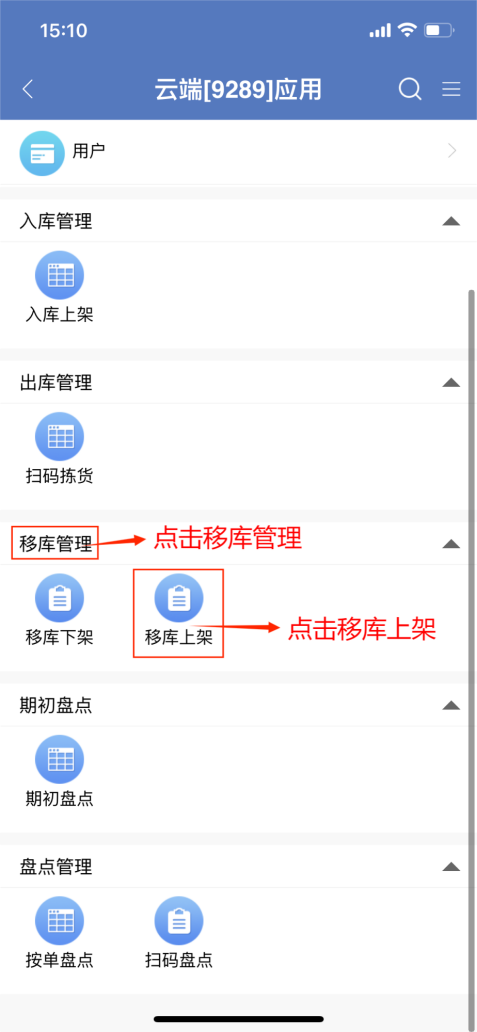 15:10
云端[9289]应用
用户
入库管理
入库上架
出库管理
扫码拣货
移库管理
点击移库管理
移库下架
移库上架
点击移库上架
期初盘点
期初盘点
盘点管理
按单盘点
扫码盘点